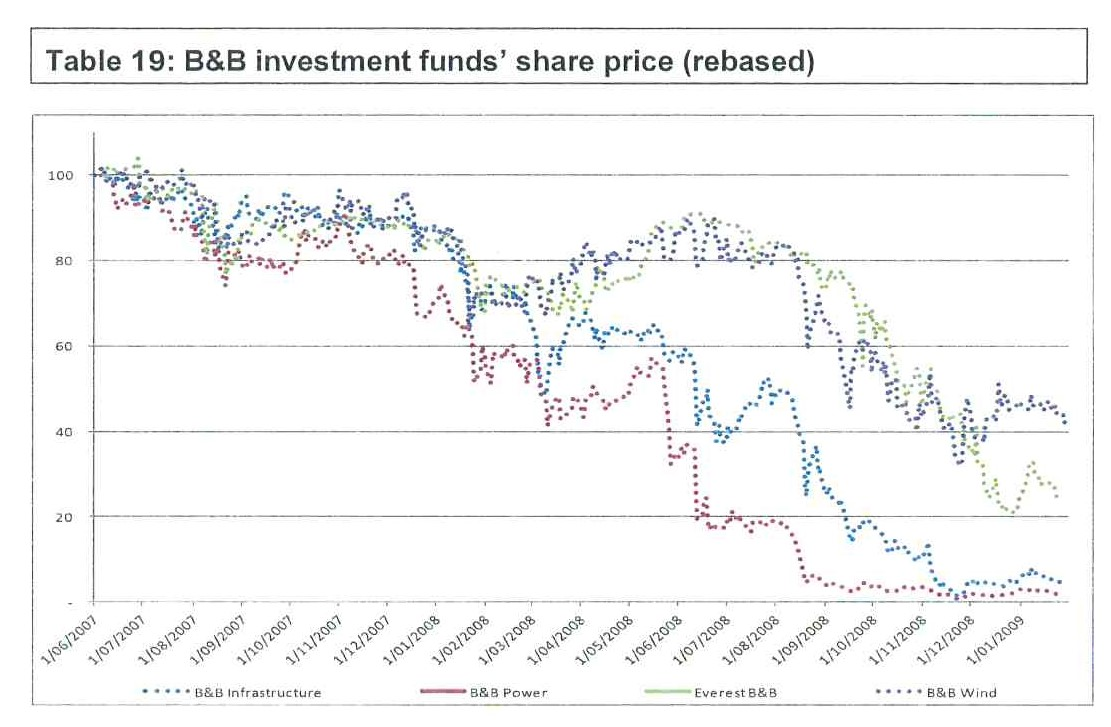 Table 19: B&B investment funds' share price (rebased)
100
80
60
40
20
-
1/06/2007 1/07/2007 1/08/2007 1/09/2007 1/10/2007 1/11/2007 1/12/2007 1/01/2008 1/02/2008 1/03/2008 1/04/2008 1/05/2008 1/06/2008 1/07/2008 1/08/2008 1/09/2008 1/10/2008 1/11/2008 1/12/2008 1/01/2009
B&B Infrastructure B&B Power Everest B&B B&B Wind